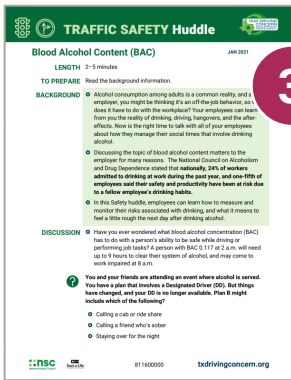 TRAFFIC SAFETY Huddle
OUR DRIVING
CONCERN
Blood Alcohol Content (BAC)
JAN 2021
3
LENGTH 2–5 minutes
TO PREPARE Read the background information.
BACKGROUND Alcohol consumption among adults is a common reality, and a
employer, you might be thinking it's an off-the-job behavior, so
does it have to do with the workplace? Your employees can learn
from you the reality of driving, drinking, hangovers, and the after-
effects. Now is the right time to talk with all of your employees
about how they manage their social times that involve drinking
alcohol.
Discussing the topic of blood alcohol content matters to the
employer for many reasons. The National Council on Alcoholism
and Drug Dependence stated that nationally, 24% of workers
admitted to drinking at work during the past year, and one-fifth of
employees said their safety and productivity have been at risk due
to a fellow employee's drinking habits.
In this Safety huddle, employees can learn how to measure and
monitor their risks associated with drinking, and what it means to
feel a little rough the next day after drinking alcohol.
DISCUSSION Have you ever wondered what blood alcohol concentration (BAC)
has to do with a person's ability to be safe while driving or
performing job tasks? A person with BAC 0.117 at 2 a.m. will need
up to 9 hours to clear their system of alcohol, and may come to
work impaired at 8 a.m.
? You and your friends are attending an event where alcohol is served.
You have a plan that involves a Designated Driver (DD). But things
have changed, and your DD is no longer available. Plan B might
include which of the following?
Calling a cab or ride share
Calling a friend who's sober
Staying over for the night
nsc
Save a Life
811600000
txdrivingconcern.org